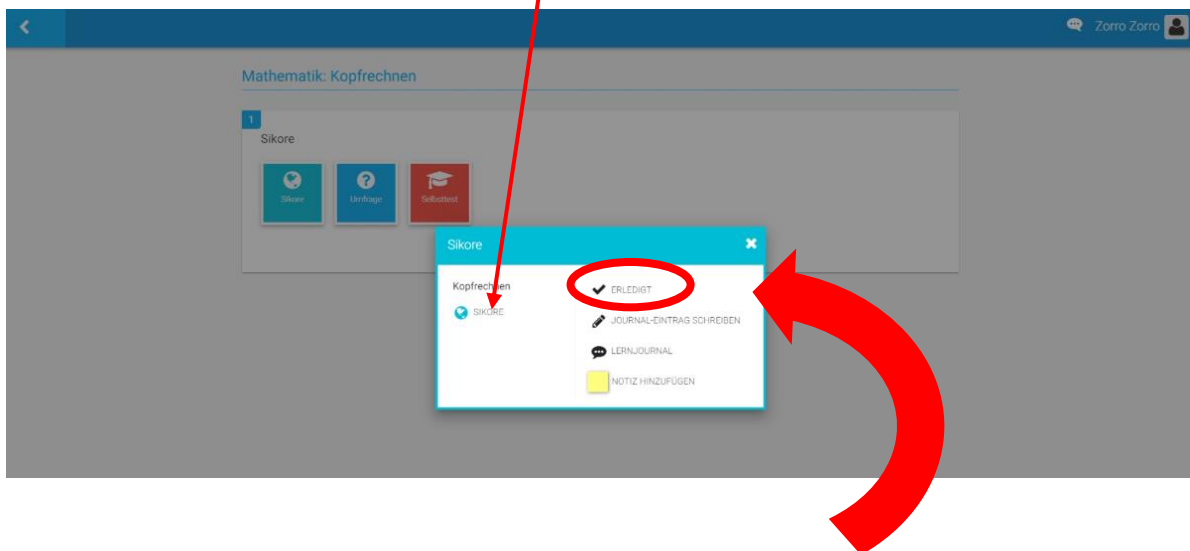 Zorro Zorro
Mathematik: Kopfrechnen
1
Sikore
Sikore
Umfrage
Selbsttest
Sikore
Kopfrechnen
SIKORE
ERLEDIGT
JOURNAL-EINTRAG SCHREIBEN
LERNJOURNAL
NOTIZ HINZUFÜGEN